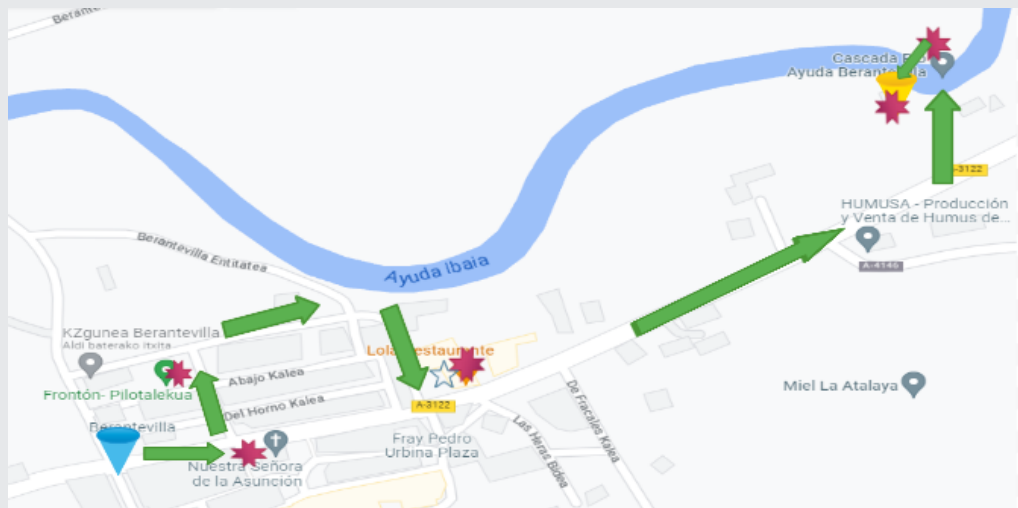 Berantevill
Cascada Río
Ayuda Berantevilla
A-3122
HUMUSA - Producción
y Venta de Humus de...
A-4146
Berantevilla Entitatea
Ayuda Ibaia
KZgunea Berantevilla
Aldi baterako itxita
Lola Restaurante
Abajo Kalea
Frontón- Pilotalekua
Del Horno Kalea
A-3122
Miel La Atalaya
De Fracales Kalea
Berantevilla
Las Heras Bidea
Fray Pedro
Urbina Plaza
Nuestra Señora
de la Asunción